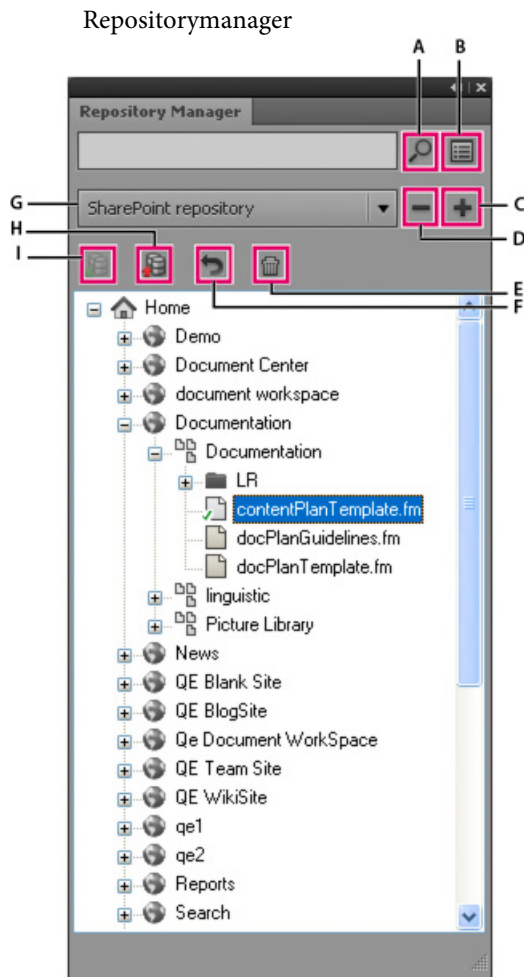 Repositorymanager
A
B
Repository Manager
G
SharePoint repository
C
H
D
I
E
F
Home
Demo
Document Center
document workspace
Documentation
Documentation
LR
contentPlanTemplate.fm
docPlanGuidelines.fm
docPlanTemplate.fm
linguistic
Picture Library
News
QE Blank Site
QE BlogSite
Qe Document WorkSpace
QE Team Site
QE WikiSite
qe1
qe2
Reports
Search